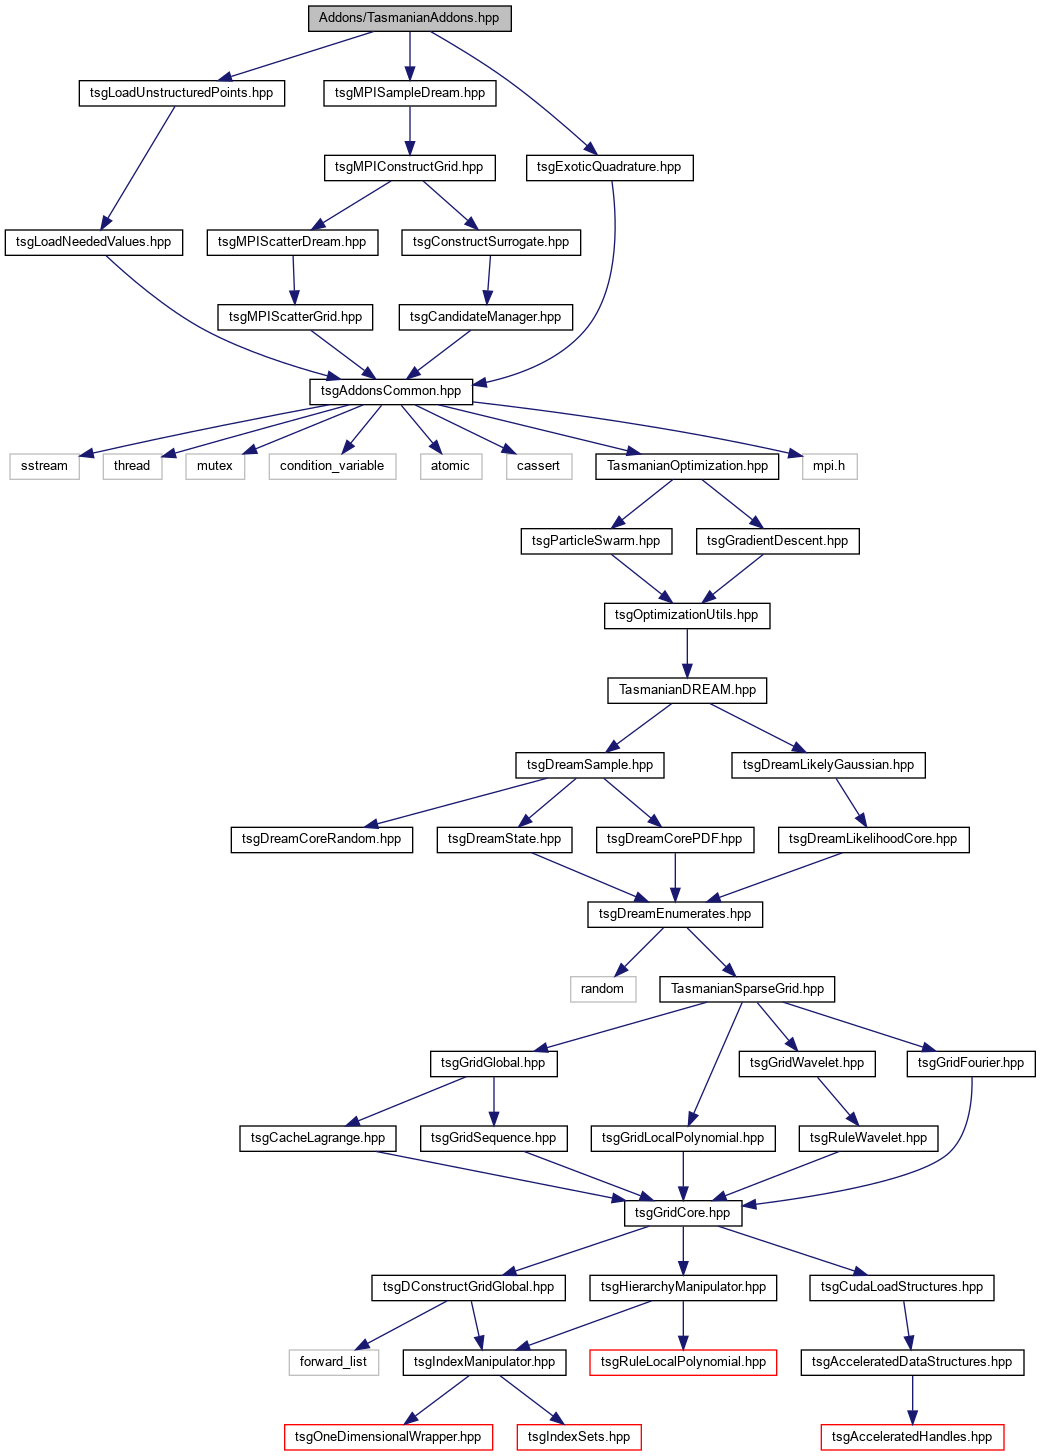 Addons/TasmanianAddons.hpp
tsgLoadUnstructuredPoints.hpp
tsgMPISampleDream.hpp
tsgMPIConstructGrid.hpp
tsgExoticQuadrature.hpp
tsgLoadNeededValues.hpp
tsgMPIScatterDream.hpp
tsgConstructSurrogate.hpp
tsgMPIScatterGrid.hpp
tsgCandidateManager.hpp
tsgAddonsCommon.hpp
sstream
thread
mutex
condition_variable
atomic
cassert
TasmanianOptimization.hpp
mpi.h
tsgParticleSwarm.hpp
tsgGradientDescent.hpp
tsgOptimizationUtils.hpp
TasmanianDREAM.hpp
tsgDreamSample.hpp
tsgDreamLikelyGaussian.hpp
tsgDreamCoreRandom.hpp
tsgDreamState.hpp
tsgDreamCorePDF.hpp
tsgDreamLikelihoodCore.hpp
tsgDreamEnumerates.hpp
random
TasmanianSparseGrid.hpp
tsgGridGlobal.hpp
tsgGridWavelet.hpp
tsgGridFourier.hpp
tsgCacheLagrange.hpp
tsgGridSequence.hpp
tsgGridLocalPolynomial.hpp
tsgRuleWavelet.hpp
tsgGridCore.hpp
tsgDConstructGridGlobal.hpp
tsgHierarchyManipulator.hpp
tsgCudaLoadStructures.hpp
forward_list
tsgIndexManipulator.hpp
tsgRuleLocalPolynomial.hpp
tsgAcceleratedDataStructures.hpp
tsgOneDimensionalWrapper.hpp
tsgIndexSets.hpp
tsgAcceleratedHandles.hpp